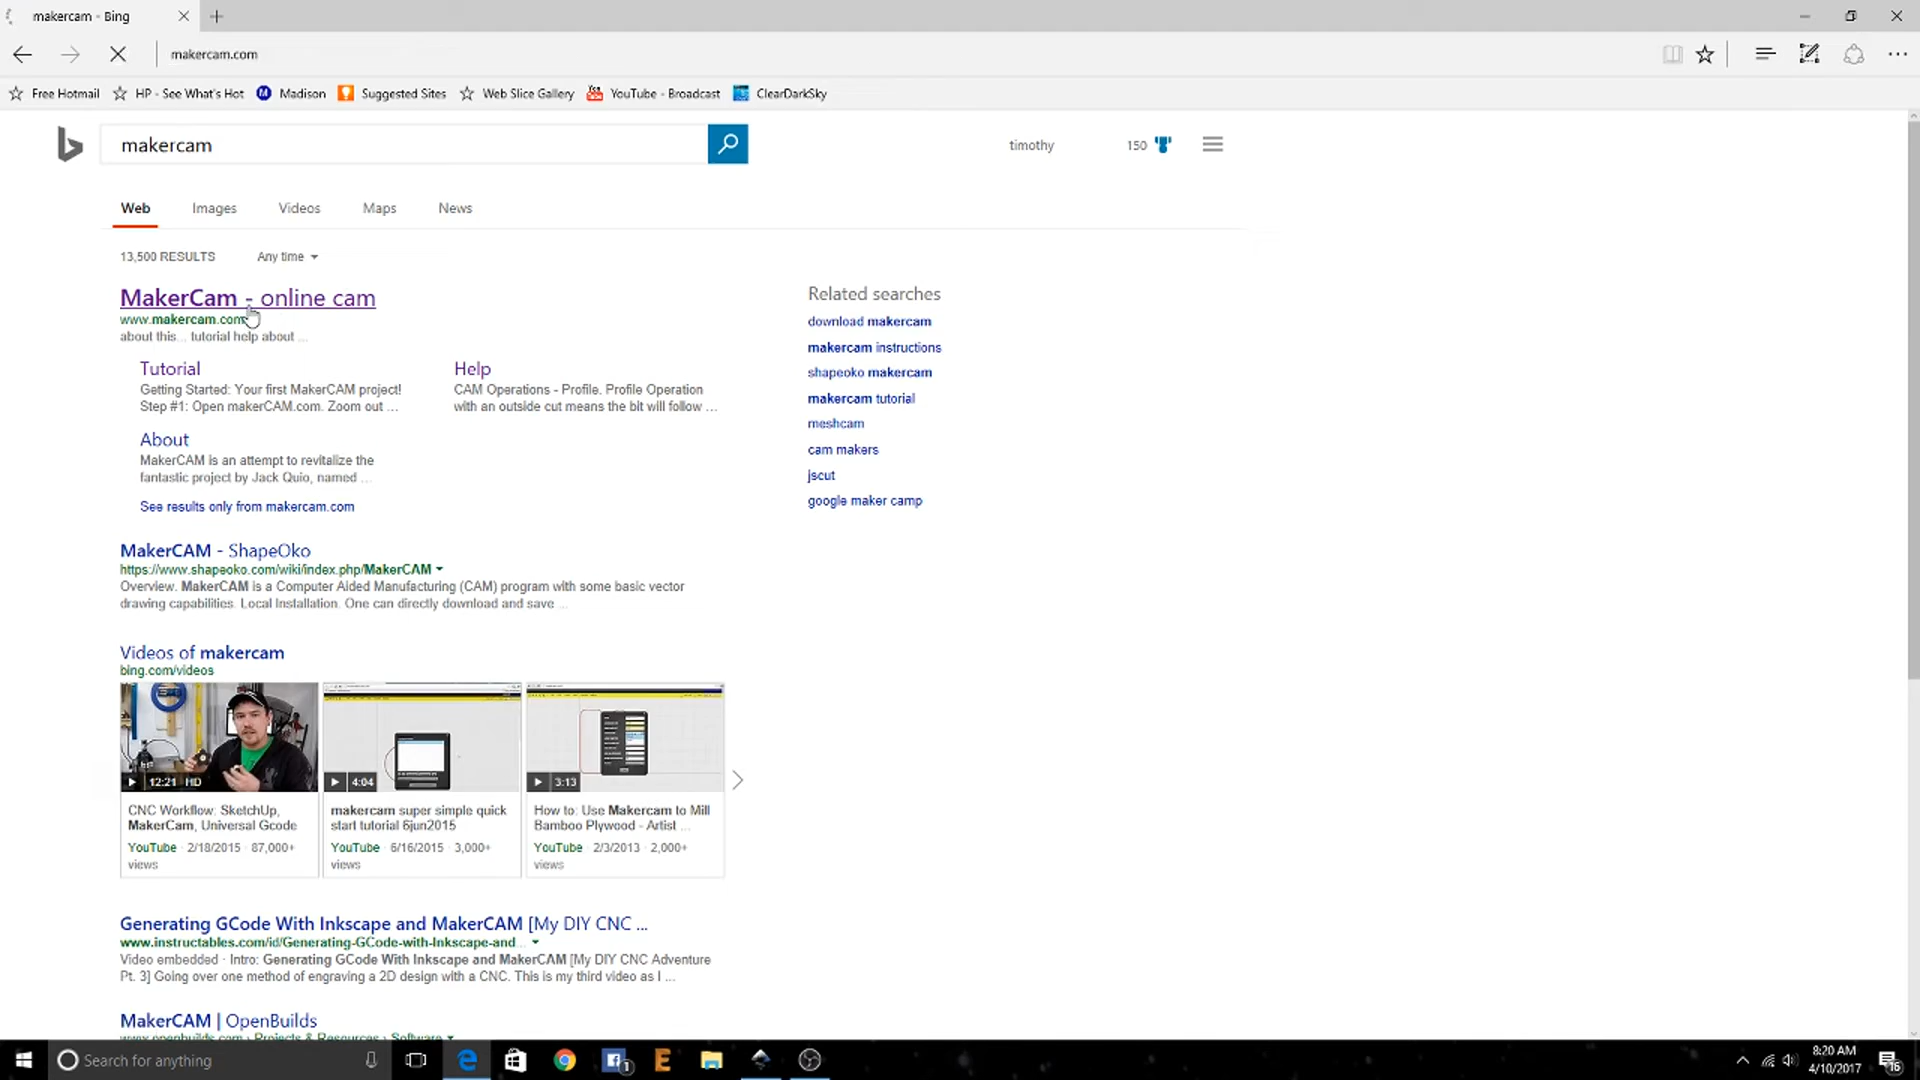 makercam - Bing
makercam.com
Free Hotmail HP - See What's Hot Madison Suggested Sites Web Slice Gallery YouTube - Broadcast ClearDarkSky
makercam
timothy 150
Web Images Videos Maps News
13,500 RESULTS Any time
MakerCam - online cam
www.makercam.com
about this... tutorial help about ...
Tutorial
Getting Started: Your first MakerCAM project!
Step #1: Open makerCAM.com. Zoom out ...
Help
CAM Operations - Profile. Profile Operation
with an outside cut means the bit will follow ...
About
MakerCAM is an attempt to revitalize the
fantastic project by Jack Quio, named ...
See results only from makercam.com
MakerCAM - ShapeOko
https://www.shapeoko.com/wiki/index.php/MakerCAM
Overview. MakerCAM is a Computer Aided Manufacturing (CAM) program with some basic vector
drawing capabilities. Local Installation. One can directly download and save ...
Videos of makercam
bing.com/videos
12:21 HD
CNC Workflow: SketchUp,
MakerCam, Universal Gcode
YouTube · 2/18/2015 · 87,000+
views
4:04
makercam super simple quick
start tutorial 6jun2015
YouTube · 6/16/2015 · 3,000+
views
3:13
How to: Use Makercam to Mill
Bamboo Plywood - Artist ...
YouTube · 2/3/2013 · 2,000+
views
Generating GCode With Inkscape and MakerCAM [My DIY CNC ...
www.instructables.com/id/Generating-GCode-with-Inkscape-and...
Video embedded · Intro: Generating GCode With Inkscape and MakerCAM [My DIY CNC Adventure
Pt. 3] Going over one method of engraving a 2D design with a CNC. This is my third video as I ...
MakerCAM | OpenBuilds
www.openbuilds.com › Projects & Resources › Software
Related searches
download makercam
makercam instructions
shapeoko makercam
makercam tutorial
meshcam
cam makers
jscut
google maker camp
Search for anything
1
8:20 AM
4/10/2017
16